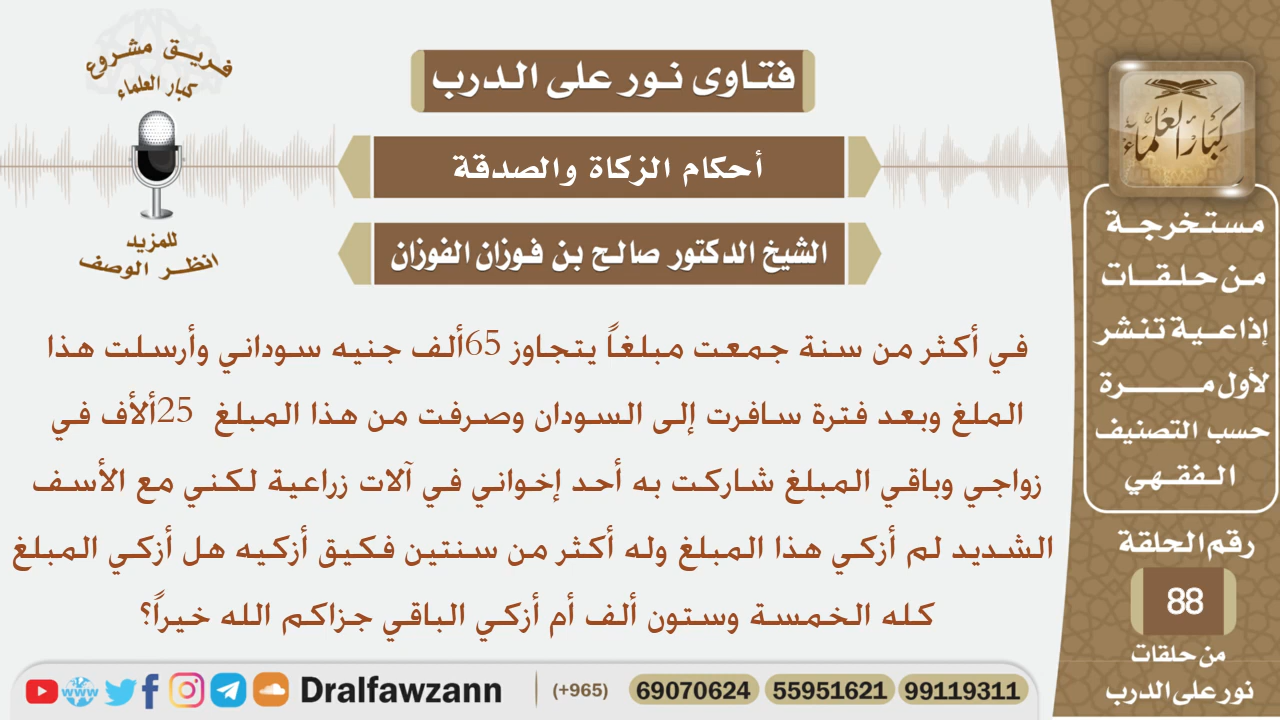 فريق مشروع
كبار العلماء
للمزيد
انظر الوصف
فتاوى نور على الدرب
أحكام الزكاة والصدقة
الشيخ الدكتور صالح بن فوزان الفوزان
في أكثر من سنة جمعت مبلغاً يتجاوز 65ألف جنيه سوداني وأرسلت هذا
الملغ وبعد فترة سافرت إلى السودان وصرفت من هذا المبلغ 25ألأف في
زواجي وباقي المبلغ شاركت به أحد إخواني في آلات زراعية لكني مع الأسف
الشديد لم أزكي هذا المبلغ وله أكثر من سنتين فكيق أزكيه هل أزكي المبلغ
كله الخمسة وستون ألف أم أزكي الباقي جزاكم الله خيراً؟
كبار العلماء
مستخرجة
من حلقات
إذاعية تنشر
لأول مرة
حسب التصنيف
الفقهي
رقم الحلقة
88
من حلقات
نور على الدرب
www
Dralfawzann
(+965) 69070624 55951621 99119311